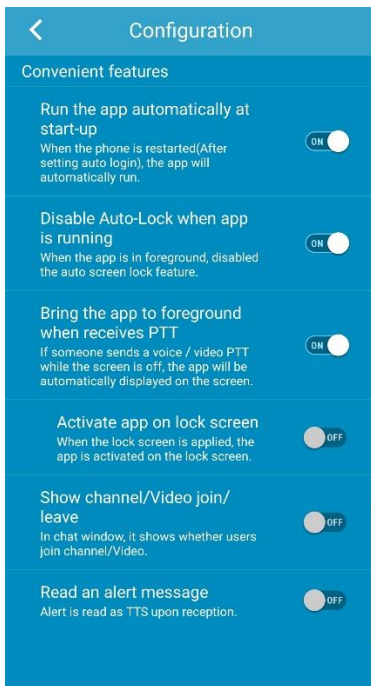 Configuration
Convenient features
Run the app automatically at
start-up
When the phone is restarted(After
setting auto login), the app will
automatically run.
ON
Disable Auto-Lock when app
is running
When the app is in foreground, disabled
the auto screen lock feature.
ON
Bring the app to foreground
when receives PTT
If someone sends a voice / video PTT
while the screen is off, the app will be
automatically displayed on the screen.
ON
Activate app on lock screen
When the lock screen is applied, the
app is activated on the lock screen.
OFF
Show channel/Video join/
leave
In chat window, it shows whether users
join channel/Video.
OFF
Read an alert message
Alert is read as TTS upon reception.
OFF